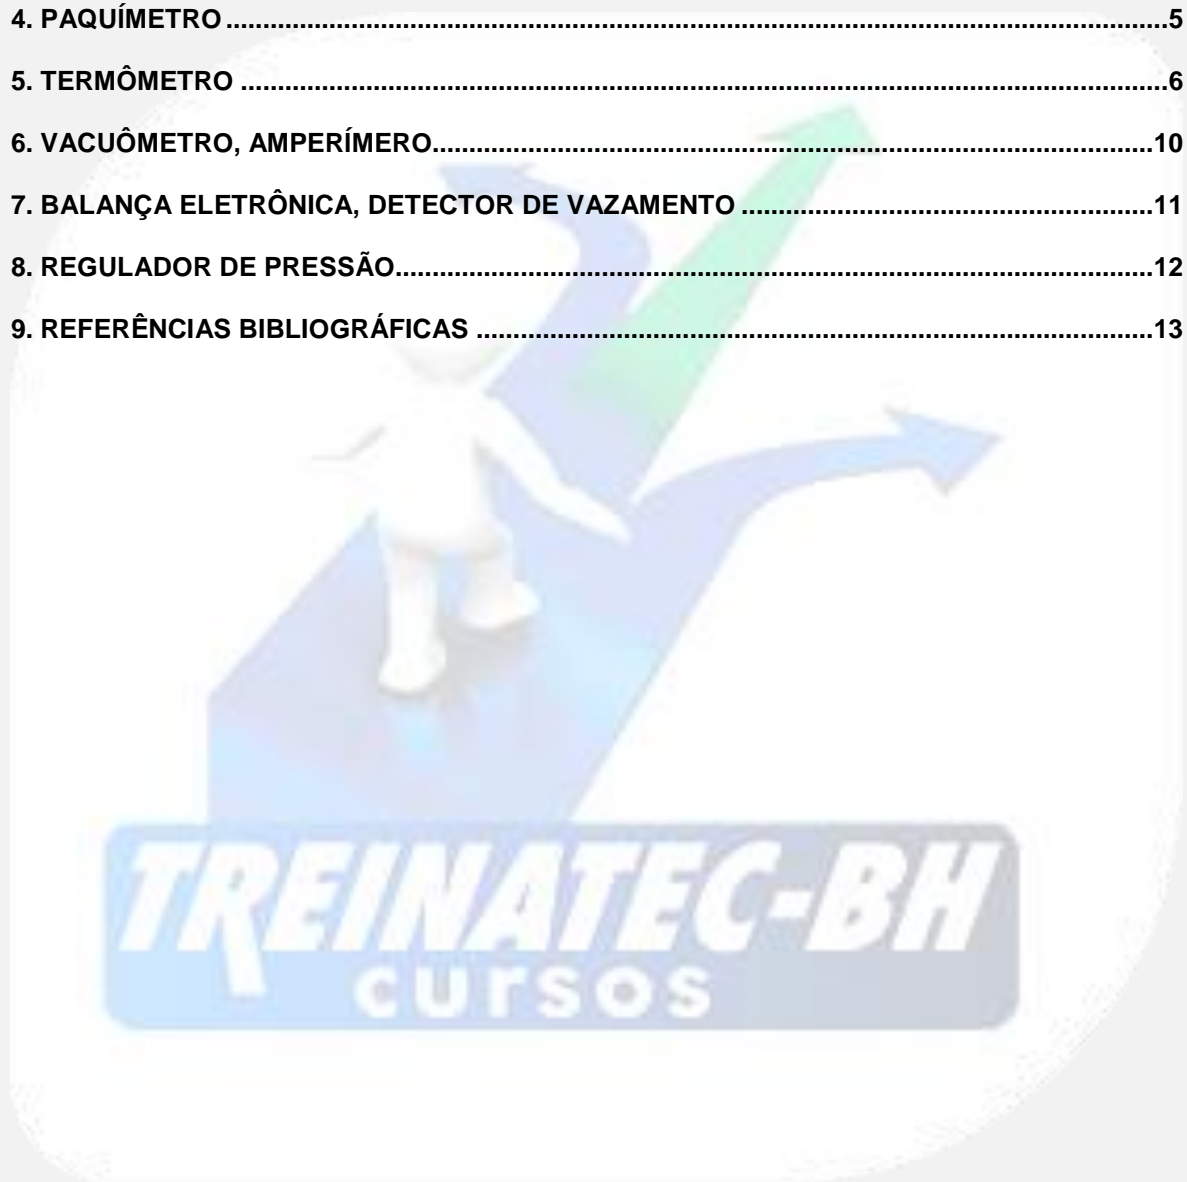 4. PAQUÍMETRO ........................................................................................................................5
5. TERMÔMETRO ......................................................................................................................6
6. VACUÔMETRO, AMPERÍMERO.............................................................................................10
7. BALANÇA ELETRÔNICA, DETECTOR DE VAZAMENTO .....................................................11
8. REGULADOR DE PRESSÃO..................................................................................................12
9. REFERÊNCIAS BIBLIOGRÁFICAS ........................................................................................13
TREINATEC-BH
cursos